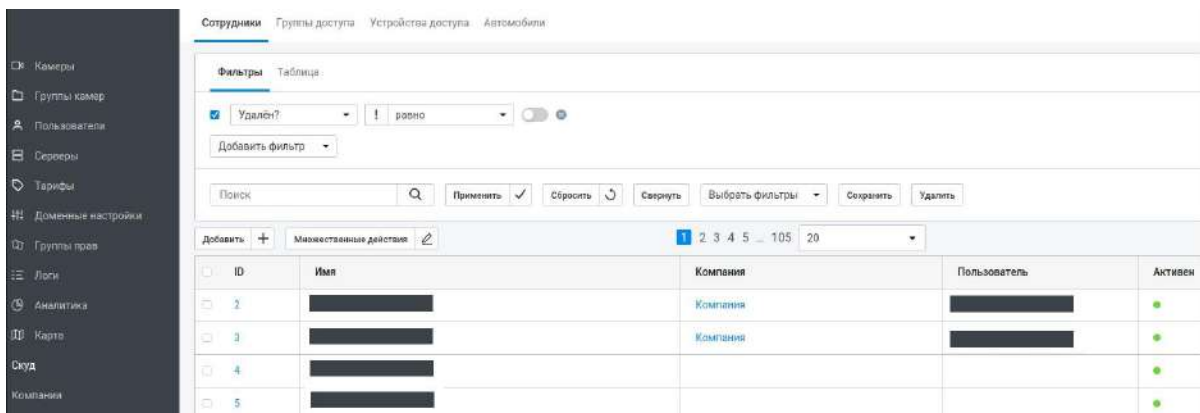 Сотрудники Группы доступа Устройства доступа Автомобили
Камеры
Группы камер
Пользователи
Серверы
Тарифы
Доменные настройки
Группы прав
Логи
Аналитика
Карта
Скуд
Компании
Фильтры Таблица
Удалён? ! равно
Добавить фильтр
Поиск Применить Сбросить Свернуть Выбрать фильтры Сохранить Удалить
Добавить Множественные действия 1 2 3 4 5 ... 105 20
ID Имя Компания Пользователь Активен
2 Компания
3 Компания
4
5